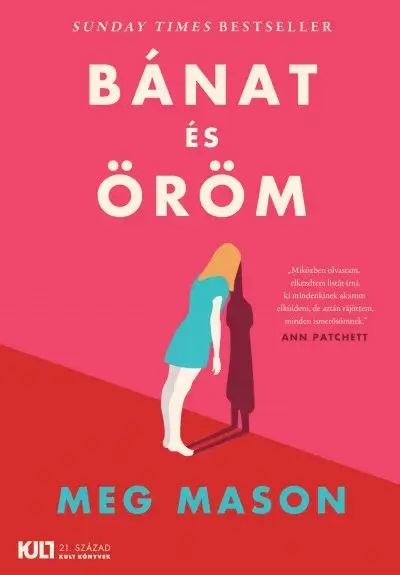 SUNDAY TIMES BESTSELLER
BÁNAT
ÉS
ÖRÖM
„Miközben olvastam,
elkezdtem listát írni,
ki mindenkinek akarom
elküldeni, de aztán rájöttem,
minden ismerősömnek.”
ANN PATCHETT
MEG MASON
KULT 21. SZÁZAD
KULT KÖNYVEK